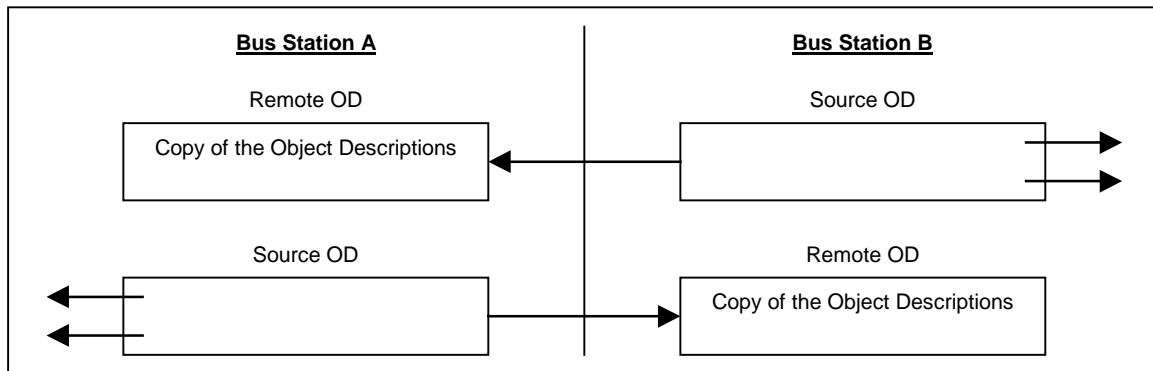 Bus Station A
Bus Station B
Remote OD
Source OD
Copy of the Object Descriptions
Source OD
Remote OD
Copy of the Object Descriptions